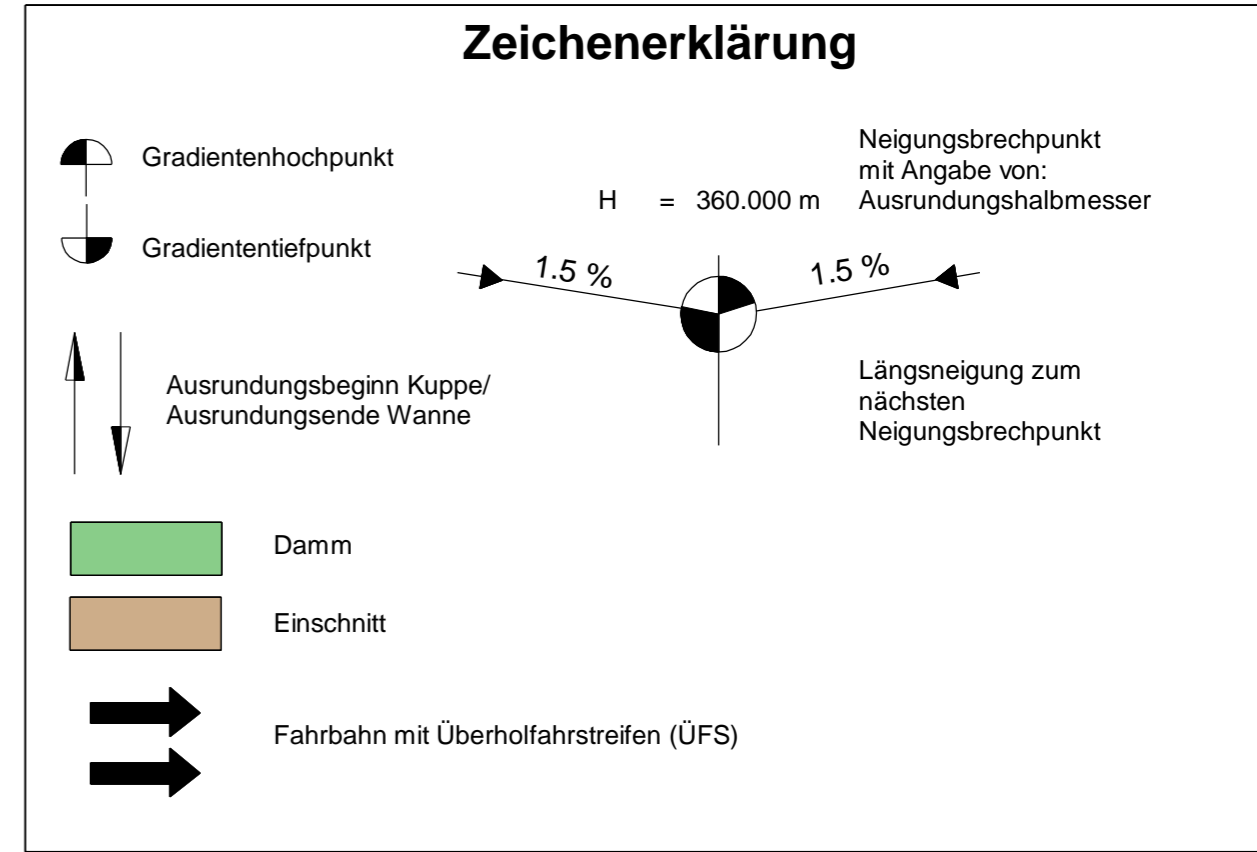 Zeichenerklärung
Gradientenhochpunkt
Gradiententiefpunkt
Ausrundungsbeginn Kuppe/
Ausrundungsende Wanne
Neigungsbrechpunkt
mit Angabe von:
H = 360.000 m Ausrundungshalbmesser
1.5 % 1.5 %
Längsneigung zum
nächsten
Neigungsbrechpunkt
Damm
Einschnitt
Fahrbahn mit Überholfahrstreifen (ÜFS)